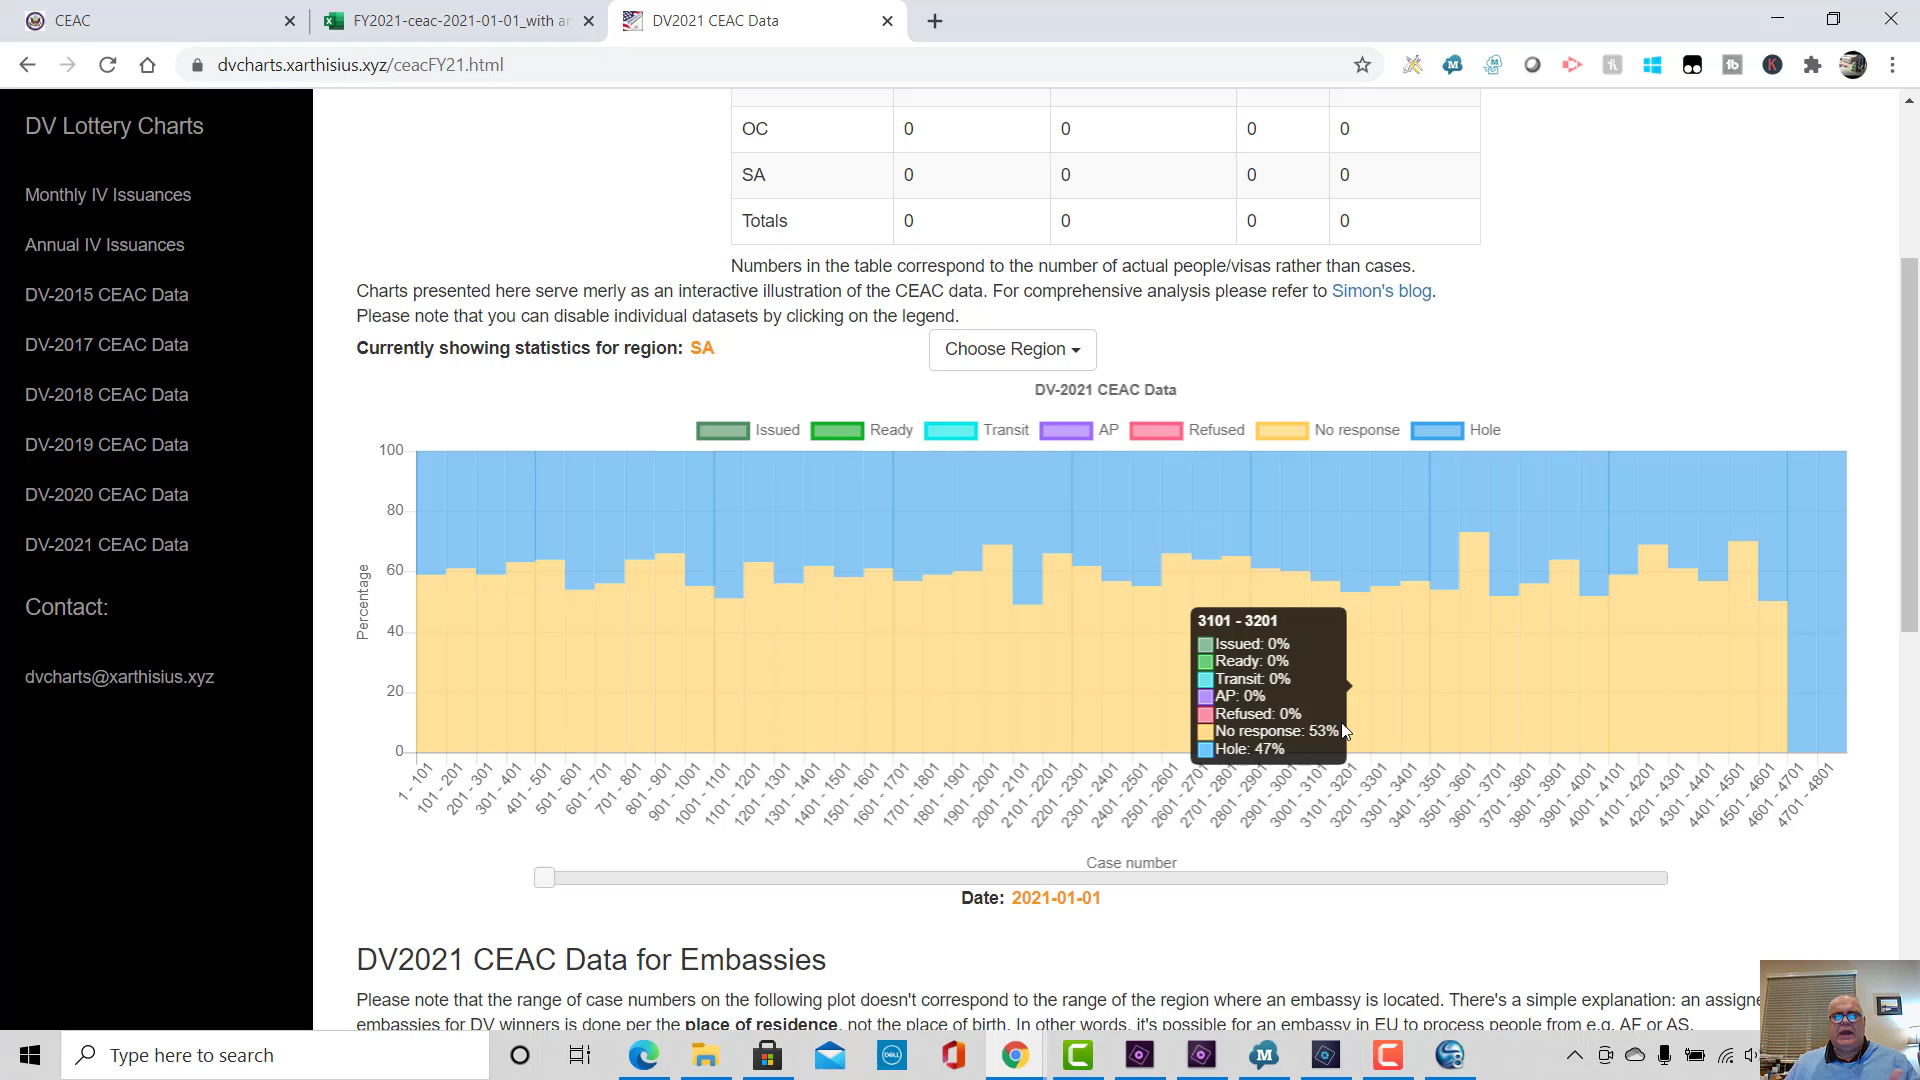 CEAC
FY2021-ceac-2021-01-01_with an
DV2021 CEAC Data
dvcharts.xarthisius.xyz/ceacFY21.html
DV Lottery Charts
Monthly IV Issuances
Annual IV Issuances
DV-2015 CEAC Data
DV-2017 CEAC Data
DV-2018 CEAC Data
DV-2019 CEAC Data
DV-2020 CEAC Data
DV-2021 CEAC Data
Contact:
dvcharts@xarthisius.xyz
OC 0 0 0 0
SA 0 0 0 0
Totals 0 0 0 0
Numbers in the table correspond to the number of actual people/visas rather than cases.
Charts presented here serve merly as an interactive illustration of the CEAC data. For comprehensive analysis please refer to Simon's blog.
Please note that you can disable individual datasets by clicking on the legend.
Currently showing statistics for region: SA
Choose Region
DV-2021 CEAC Data
Issued Ready Transit AP Refused No response Hole
Percentage
100
80
60
40
20
0
3101 - 3201
Issued: 0%
Ready: 0%
Transit: 0%
AP: 0%
Refused: 0%
No response: 53%
Hole: 47%
1 - 101
101 - 201
201 - 301
301 - 401
401 - 501
501 - 601
601 - 701
701 - 801
801 - 901
901 - 1001
1001 - 1101
1101 - 1201
1201 - 1301
1301 - 1401
1401 - 1501
1501 - 1601
1601 - 1701
1701 - 1801
1801 - 1901
1901 - 2001
2001 - 2101
2101 - 2201
2201 - 2301
2301 - 2401
2401 - 2501
2501 - 2601
2601 - 2701
2701 - 2801
2801 - 2901
2901 - 3001
3001 - 3101
3101 - 3201
3201 - 3301
3301 - 3401
3401 - 3501
3501 - 3601
3601 - 3701
3701 - 3801
3801 - 3901
3901 - 4001
4001 - 4101
4101 - 4201
4201 - 4301
4301 - 4401
4401 - 4501
4501 - 4601
4601 - 4701
4701 - 4801
Case number
Date: 2021-01-01
DV2021 CEAC Data for Embassies
Please note that the range of case numbers on the following plot doesn't correspond to the range of the region where an embassy is located. There's a simple explanation: an assigne
embassies for DV winners is done per the place of residence, not the place of birth. In other words, it's possible for an embassy in EU to process people from e.g. AF or AS.
Type here to search